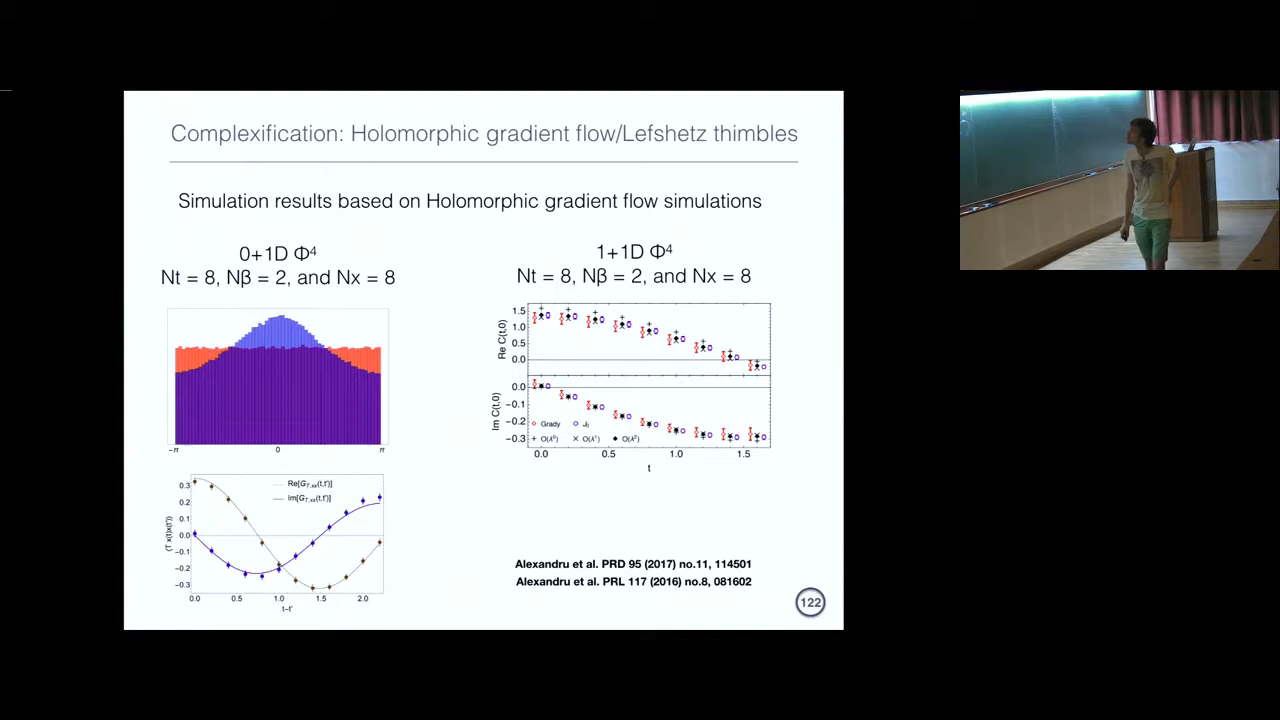 Complexification: Holomorphic gradient flow/Lefshetz thimbles
Simulation results based on Holomorphic gradient flow simulations
0+1D Φ⁴
Nt = 8, Nβ = 2, and Nx = 8
1+1D Φ⁴
Nt = 8, Nβ = 2, and Nx = 8
−π 0 π
0.3
0.2
0.1
0.0
−0.1
−0.2
−0.3
⟨T x(t)x(t')⟩
Re[G_T,xx(t,t')]
Im[G_T,xx(t,t')]
0.0 0.5 1.0 1.5 2.0
t−t'
Re C(t,0)
1.5
1.0
0.5
0.0
Im C(t,0)
0.0
−0.1
−0.2
−0.3
Grady J₀
O(λ⁰) O(λ¹) O(λ²)
0.0 0.5 1.0 1.5
t
Alexandru et al. PRD 95 (2017) no.11, 114501
Alexandru et al. PRL 117 (2016) no.8, 081602
122